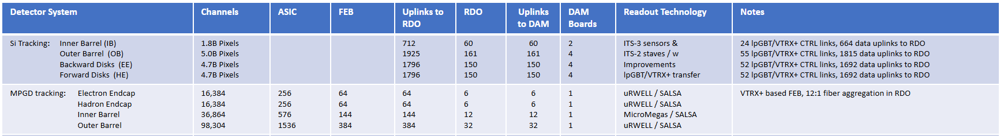 Detector System Channels ASIC FEB Uplinks to RDO RDO Uplinks to DAM DAM Boards Readout Technology Notes
Si Tracking: Inner Barrel (IB) 1.8B Pixels 712 60 60 2 ITS-3 sensors & 24 lpGBT/VTRX+ CTRL links, 664 data uplinks to RDO
Outer Barrel (OB) 5.0B Pixels 1925 161 161 4 ITS-2 staves / w 55 lpGBT/VTRX+ CTRL links, 1815 data uplinks to RDO
Backward Disks (EE) 4.7B Pixels 1796 150 150 4 Improvements 52 lpGBT/VTRX+ CTRL links, 1692 data uplinks to RDO
Forward Disks (HE) 4.7B Pixels 1796 150 150 4 lpGBT/VTRX+ transfer 52 lpGBT/VTRX+ CTRL links, 1692 data uplinks to RDO
MPGD tracking: Electron Endcap 16,384 256 64 64 6 6 1 uRWELL / SALSA VTRX+ based FEB, 12:1 fiber aggregation in RDO
Hadron Endcap 16,384 256 64 64 6 6 1 uRWELL / SALSA
Inner Barrel 36,864 576 144 144 12 12 1 MicroMegas / SALSA
Outer Barrel 98,304 1536 384 384 32 32 1 uRWELL / SALSA